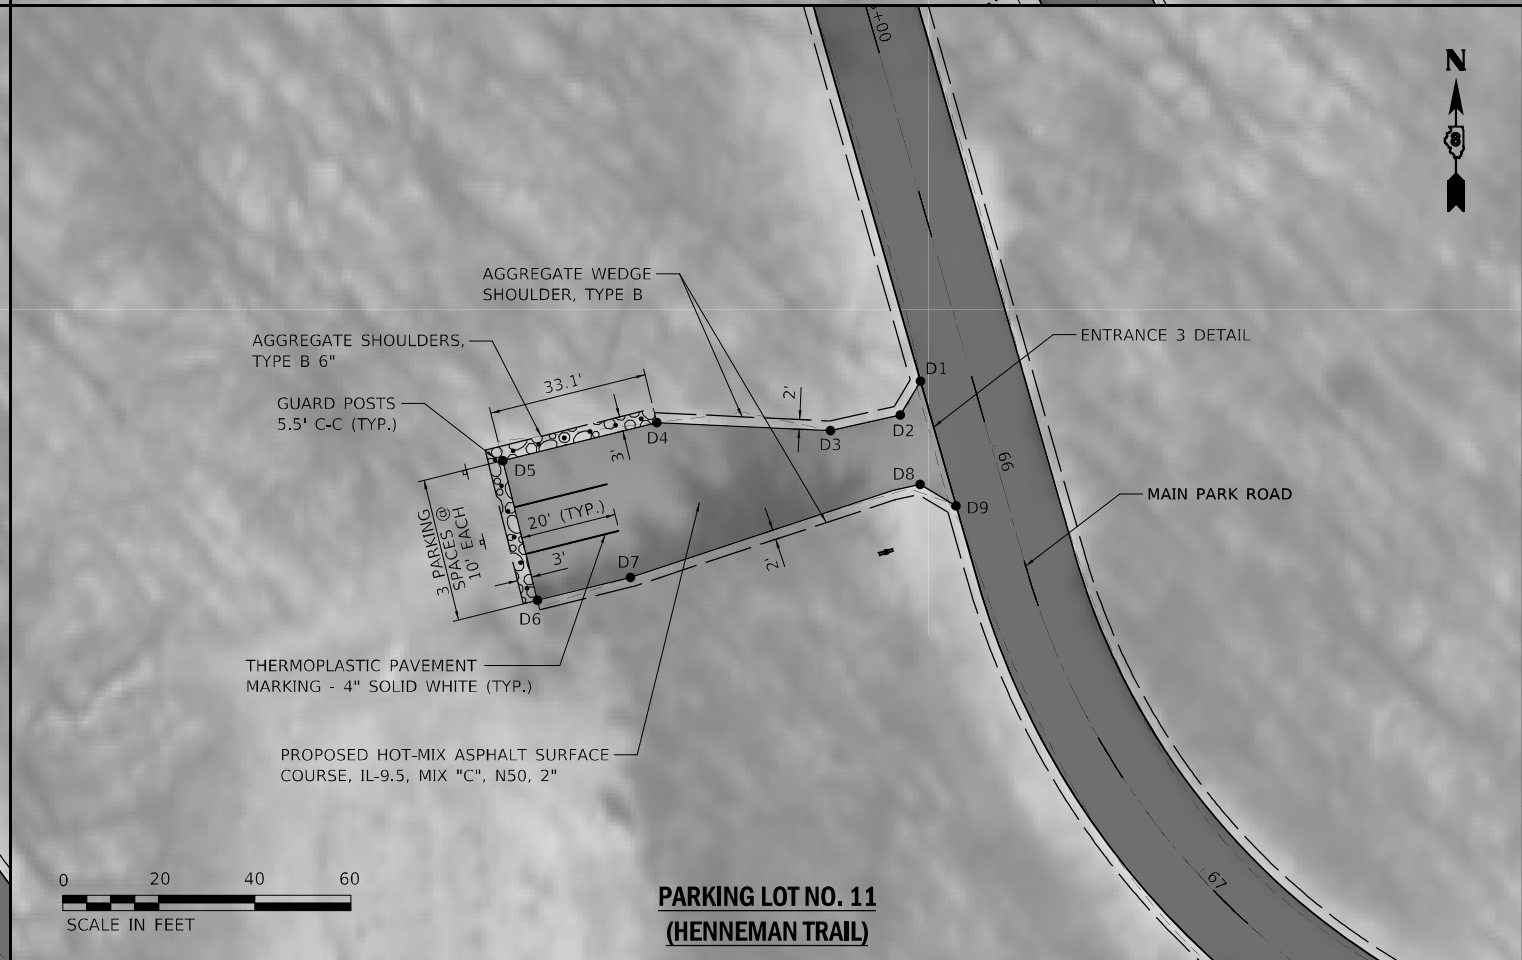 5+00
N
AGGREGATE WEDGE
SHOULDER, TYPE B
AGGREGATE SHOULDERS,
TYPE B 6"
ENTRANCE 3 DETAIL
D1
33.1'
2'
GUARD POSTS
5.5' C-C (TYP.)
D2
D4
D3
3'
D5
D8
66
MAIN PARK ROAD
D9
20' (TYP.)
3 PARKING
SPACES @
10' EACH
3'
2'
D7
D6
THERMOPLASTIC PAVEMENT
MARKING - 4" SOLID WHITE (TYP.)
PROPOSED HOT-MIX ASPHALT SURFACE
COURSE, IL-9.5, MIX "C", N50, 2"
67
0 20 40 60
SCALE IN FEET
PARKING LOT NO. 11
(HENNEMAN TRAIL)